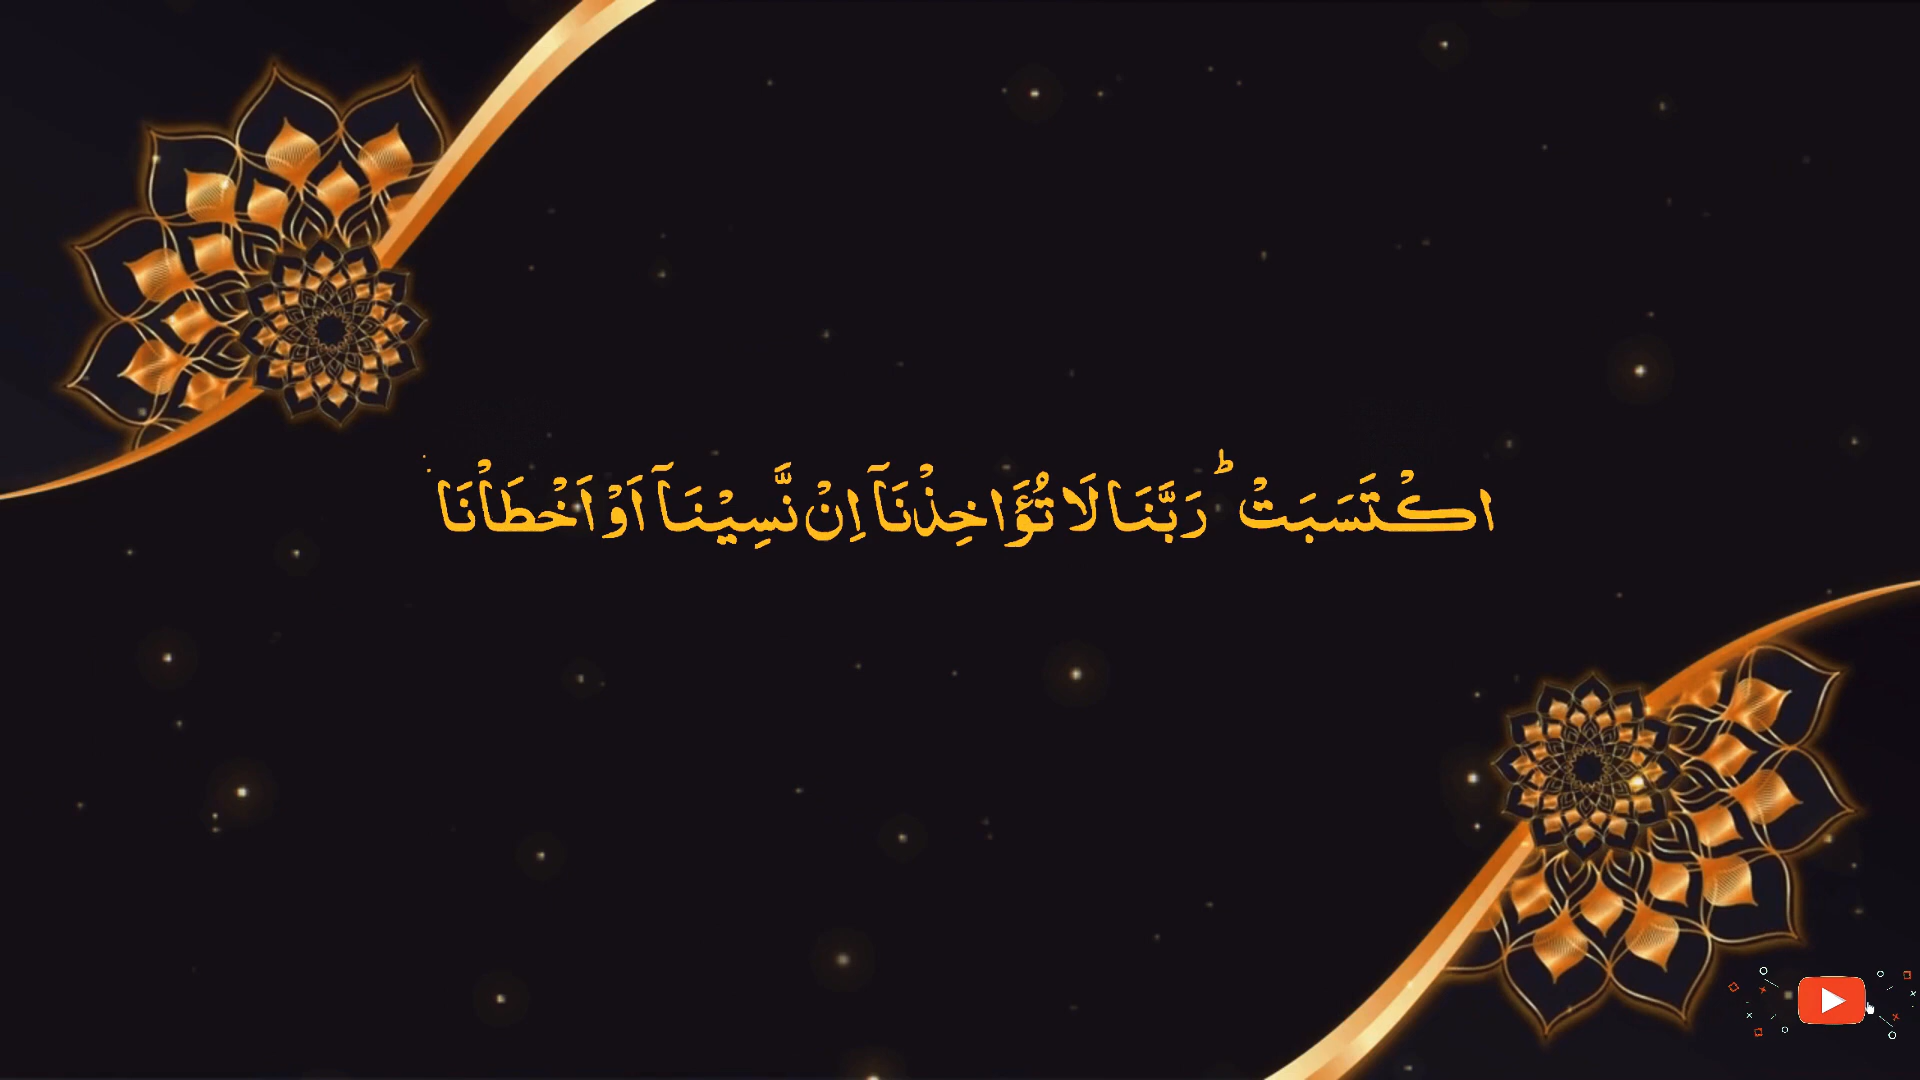 اكْتَسَبَتْ ؕ رَبَّنَا لَا تُؤَاخِذْنَاۤ اِنْ نَّسِيْنَاۤ اَوْ اَخْطَاْنَا ۚ